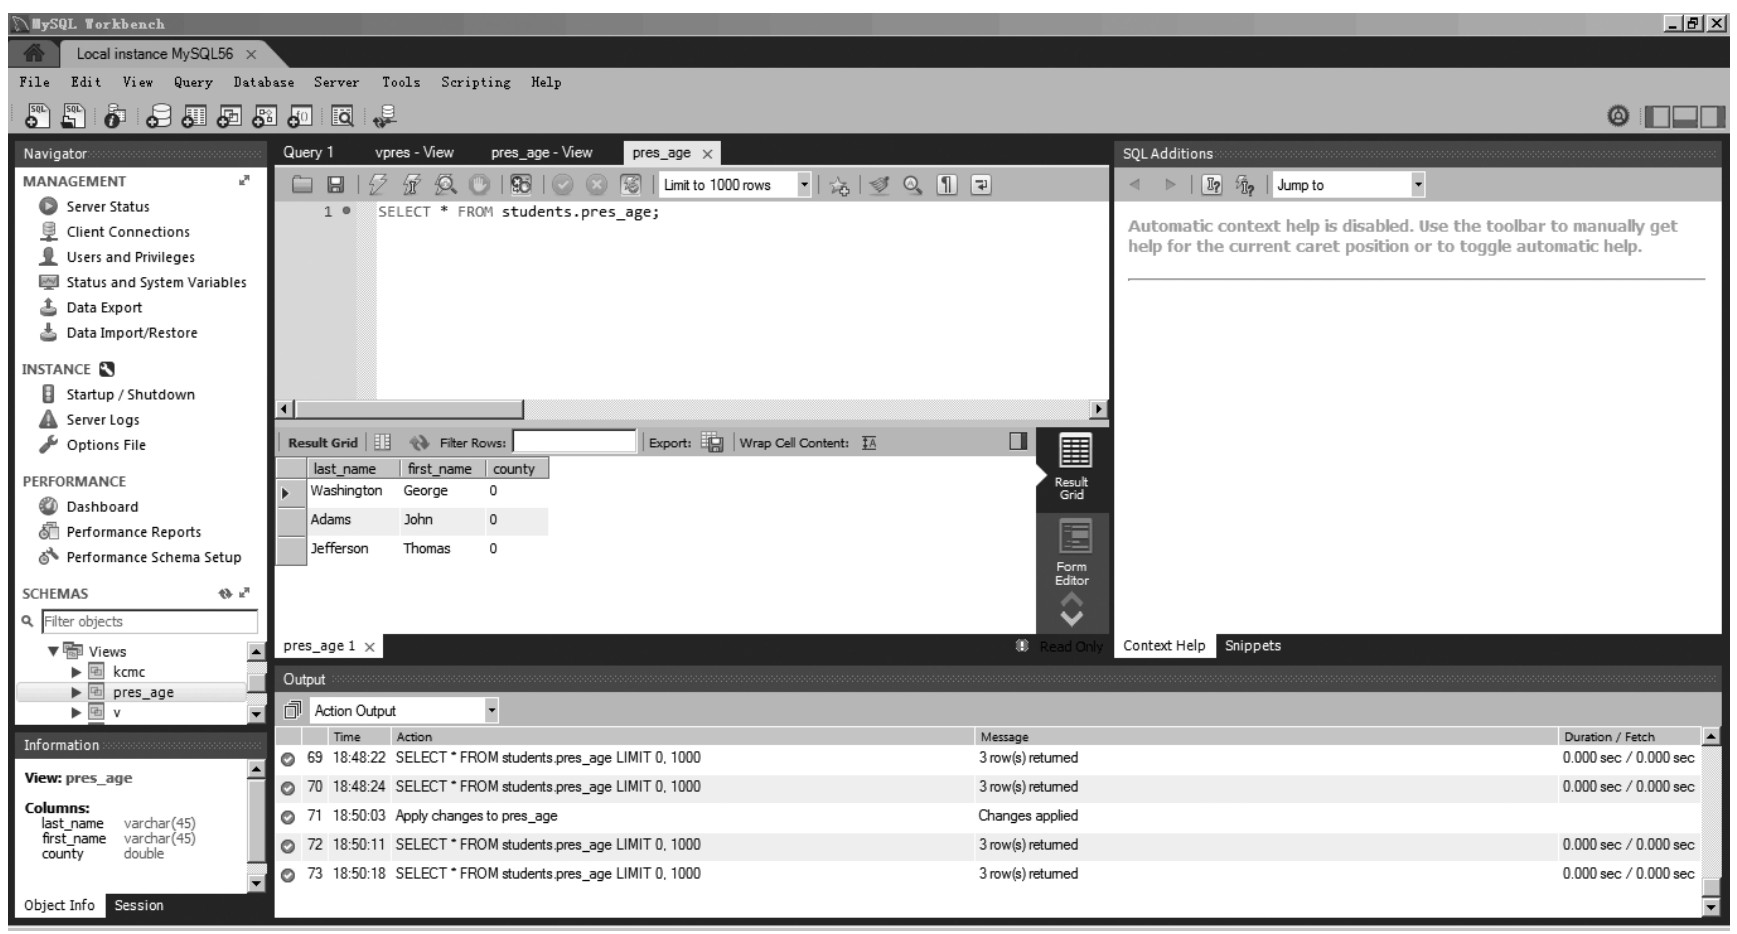 MySQL Workbench
Local instance MySQL56
File Edit View Query Database Server Tools Scripting Help
Navigator
MANAGEMENT
Server Status
Client Connections
Users and Privileges
Status and System Variables
Data Export
Data Import/Restore
INSTANCE
Startup / Shutdown
Server Logs
Options File
PERFORMANCE
Dashboard
Performance Reports
Performance Schema Setup
SCHEMAS
Filter objects
Views
kcmc
pres_age
v
Information
View: pres_age
Columns:
last_name varchar(45)
first_name varchar(45)
county double
Object Info Session
Query 1 vpres - View pres_age - View pres_age
Limit to 1000 rows
1 SELECT * FROM students.pres_age;
Result Grid Filter Rows: Export: Wrap Cell Content:
last_name first_name county
Washington George 0
Adams John 0
Jefferson Thomas 0
Result Grid
Form Editor
pres_age 1 Read Only
SQL Additions
Jump to
Automatic context help is disabled. Use the toolbar to manually get
help for the current caret position or to toggle automatic help.
Context Help Snippets
Output
Action Output
Time Action Message Duration / Fetch
69 18:48:22 SELECT * FROM students.pres_age LIMIT 0, 1000 3 row(s) returned 0.000 sec / 0.000 sec
70 18:48:24 SELECT * FROM students.pres_age LIMIT 0, 1000 3 row(s) returned 0.000 sec / 0.000 sec
71 18:50:03 Apply changes to pres_age Changes applied
72 18:50:11 SELECT * FROM students.pres_age LIMIT 0, 1000 3 row(s) returned 0.000 sec / 0.000 sec
73 18:50:18 SELECT * FROM students.pres_age LIMIT 0, 1000 3 row(s) returned 0.000 sec / 0.000 sec